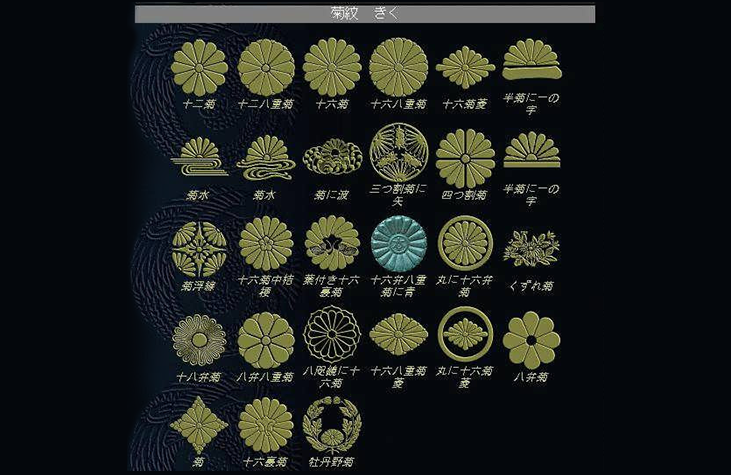 菊紋　きく
十二菊
十二八重菊
十六菊
十六八重菊
十六菊菱
半菊に一の
字
菊水
菊水
菊に波
三つ割菊に
矢
四つ割菊
半菊に一の
字
菊浮線
十六菊中桔
梗
葉付き十六
裏菊
十六弁八重
菊に青
丸に十六弁
菊
くずれ菊
十八弁菊
八弁八重菊
に十
六菊
十六八重菊
菱
丸に十六菊
菱
八弁菊
菊
十六裏菊
牡丹野菊